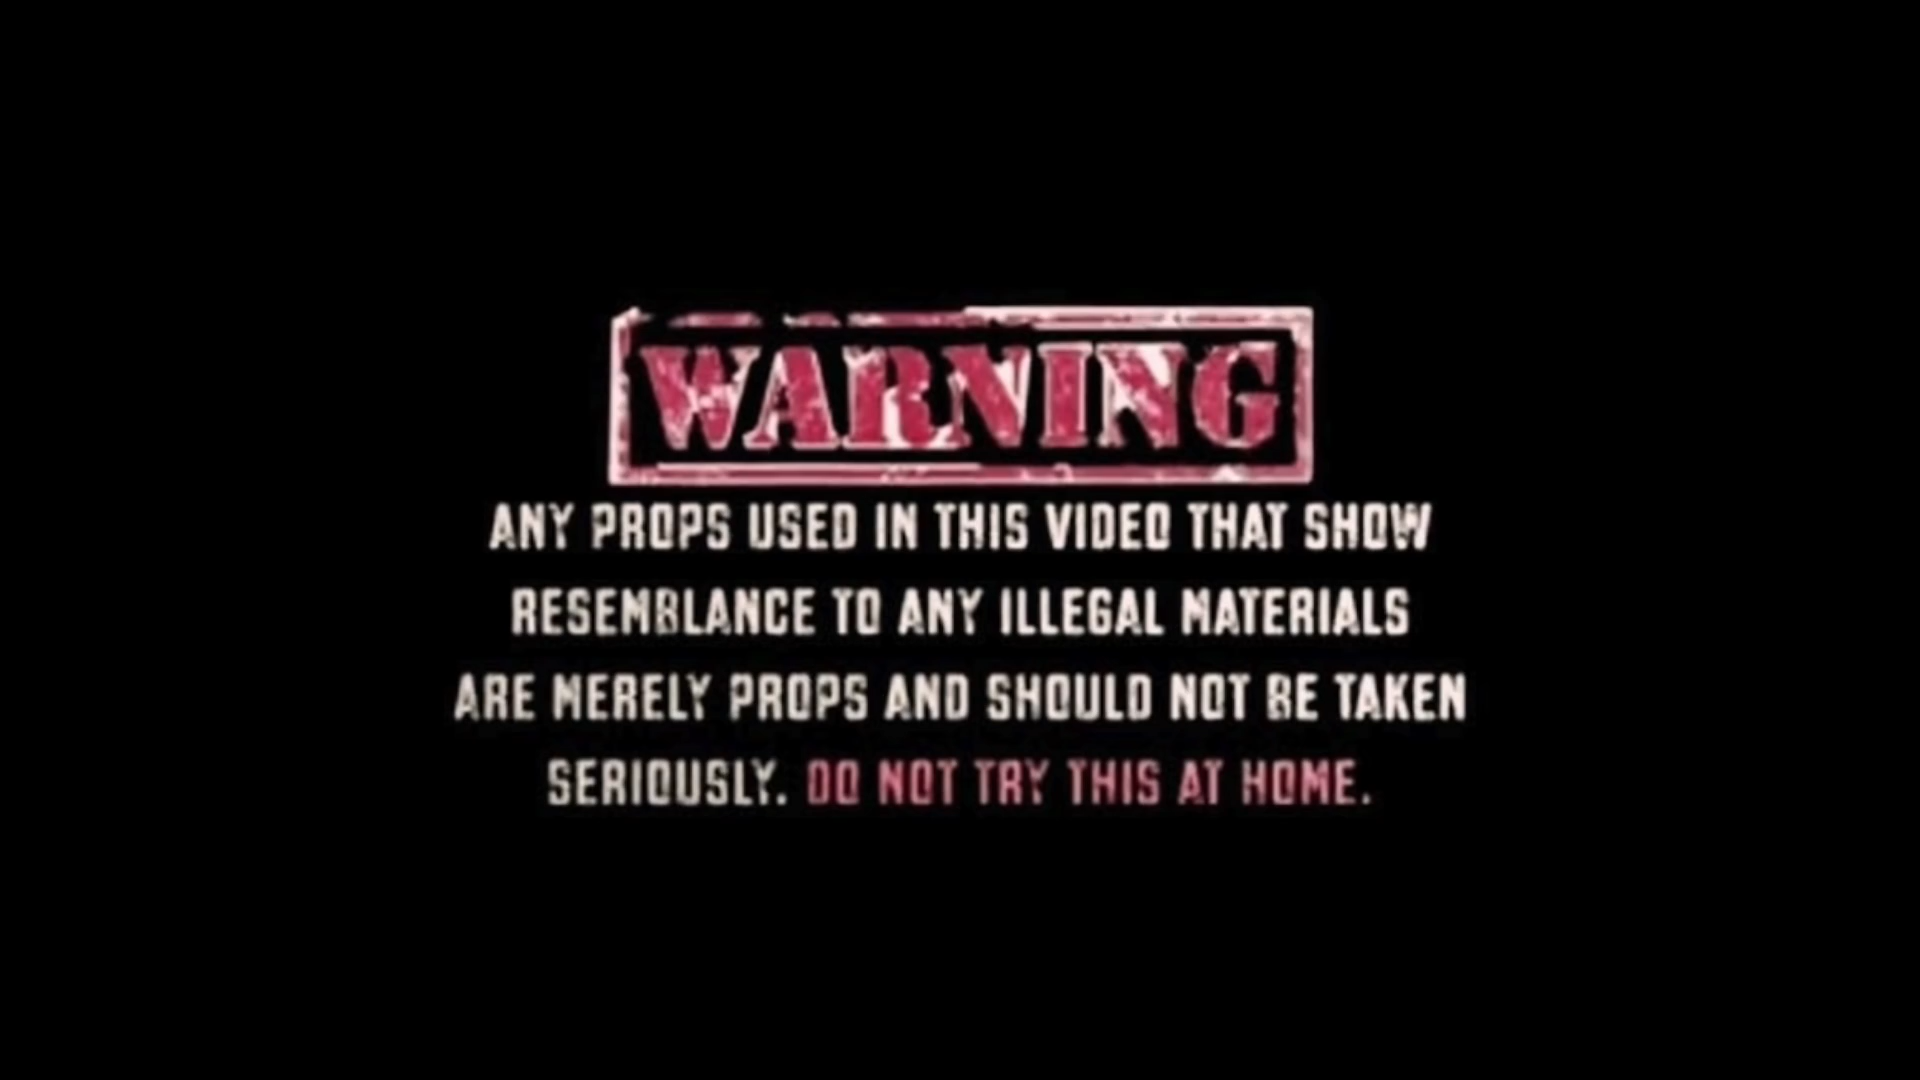 WARNING
ANY PROPS USED IN THIS VIDEO THAT SHOW
RESEMBLANCE TO ANY ILLEGAL MATERIALS
ARE MERELY PROPS AND SHOULD NOT BE TAKEN
SERIOUSLY. DO NOT TRY THIS AT HOME.